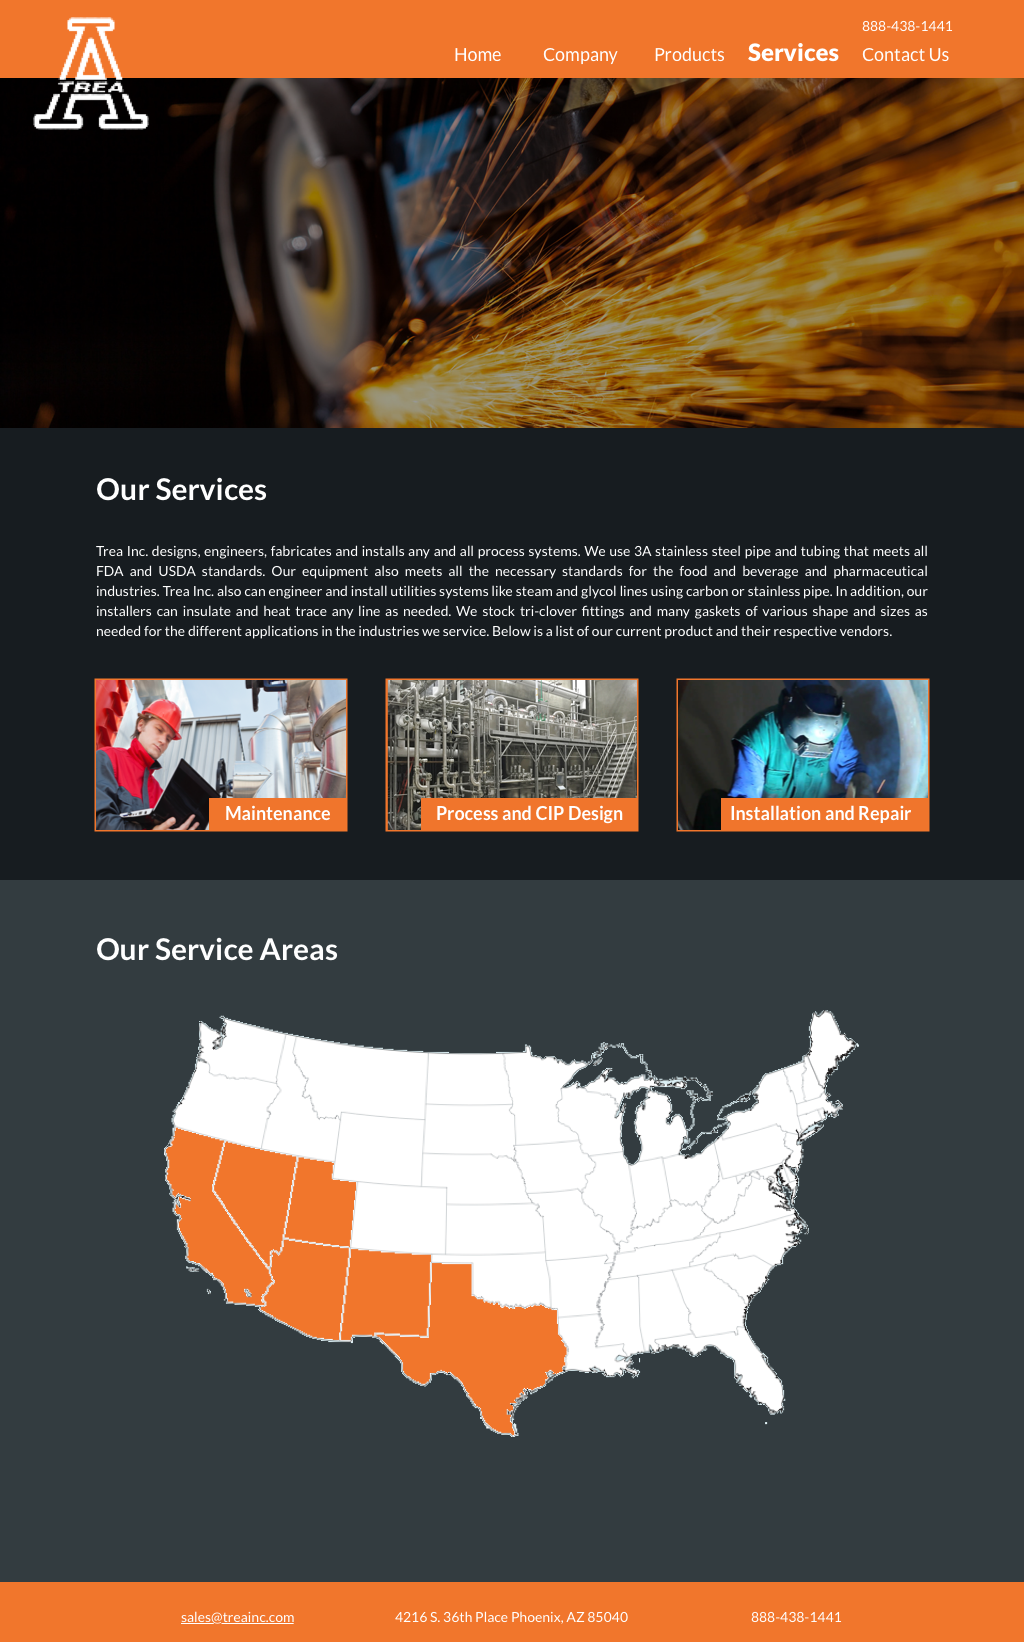 888-438-1441
TREA
Home Company Products Services Contact Us
Our Services
Trea Inc. designs, engineers, fabricates and installs any and all process systems. We use 3A stainless steel pipe and tubing that meets all
FDA and USDA standards. Our equipment also meets all the necessary standards for the food and beverage and pharmaceutical
industries. Trea Inc. also can engineer and install utilities systems like steam and glycol lines using carbon or stainless pipe. In addition, our
installers can insulate and heat trace any line as needed. We stock tri-clover fittings and many gaskets of various shape and sizes as
needed for the different applications in the industries we service. Below is a list of our current product and their respective vendors.
Maintenance
Process and CIP Design
Installation and Repair
Our Service Areas
sales@treainc.com
4216 S. 36th Place Phoenix, AZ 85040
888-438-1441